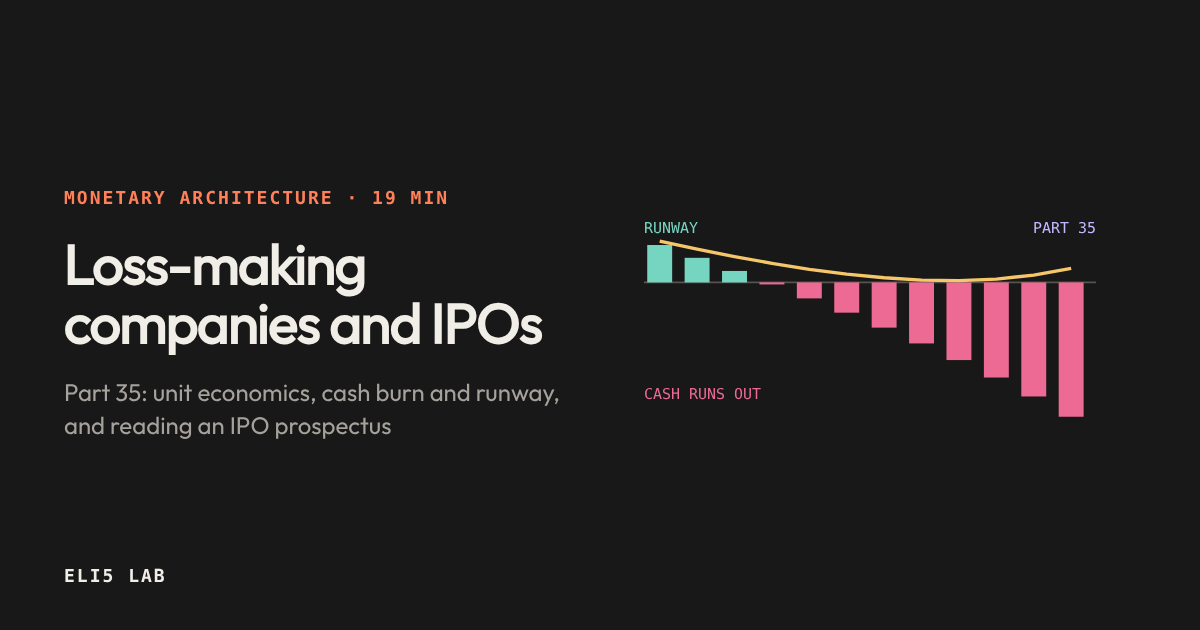 MONETARY ARCHITECTURE · 19 MIN
Loss-making
companies and IPOs
Part 35: unit economics, cash burn and runway,
and reading an IPO prospectus
ELI5 LAB
RUNWAY
PART 35
CASH RUNS OUT